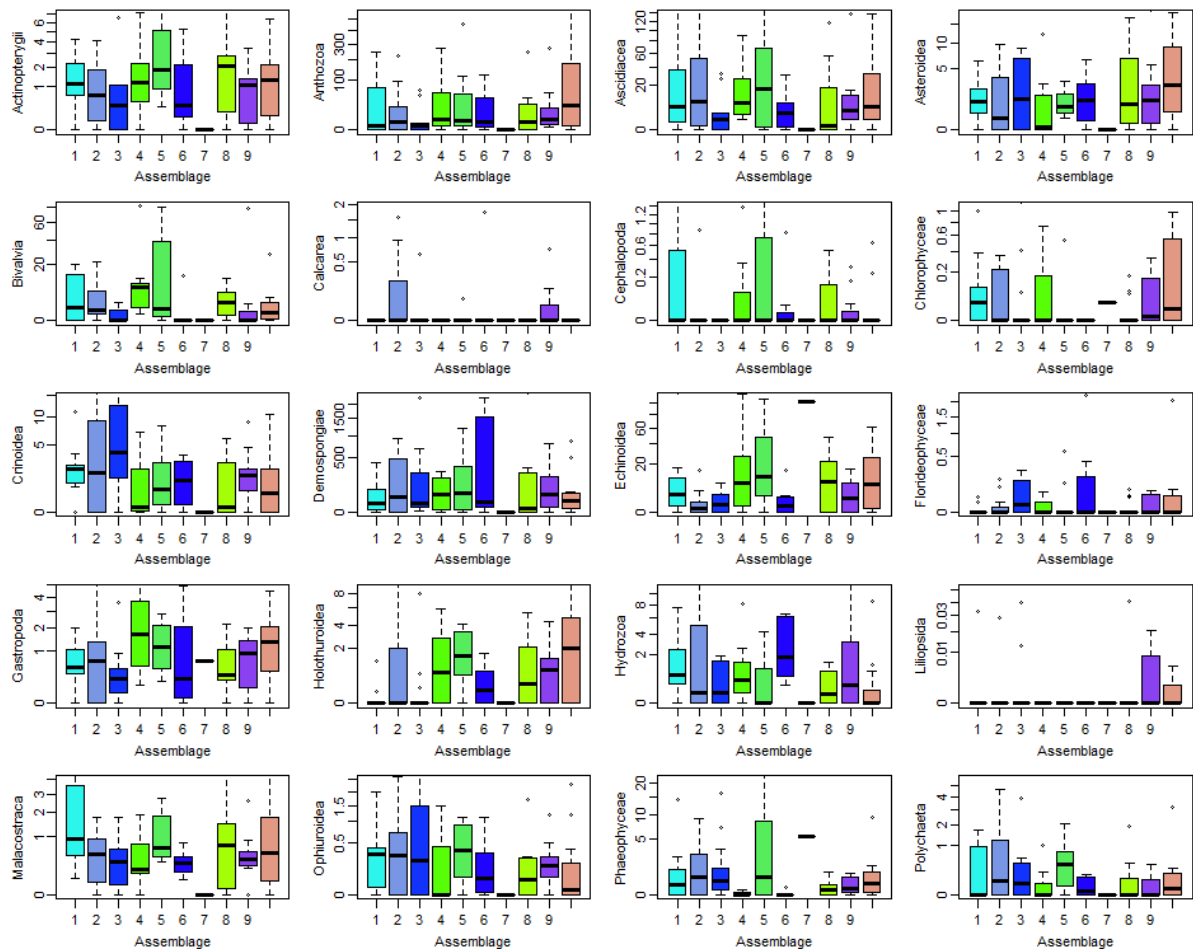 Actinopterygii
0 1 2 4 6
1 2 3 4 5 6 7 8 9
Assemblage
Anthozoa
0 100 300
1 2 3 4 5 6 7 8 9
Assemblage
Ascidiacea
0 20 60 120
1 2 3 4 5 6 7 8 9
Assemblage
Asteroidea
0 5 10
1 2 3 4 5 6 7 8 9
Assemblage
Bivalvia
0 20 60
1 2 3 4 5 6 7 8 9
Assemblage
Calcarea
0 0.5 1 2
1 2 3 4 5 6 7 8 9
Assemblage
Cephalopoda
0 0.2 0.6 1.2
1 2 3 4 5 6 7 8 9
Assemblage
Chlorophyceae
0 0.2 0.6 1
1 2 3 4 5 6 7 8 9
Assemblage
Crinoidea
0 5 10
1 2 3 4 5 6 7 8 9
Assemblage
Demospongiae
0 500 1500
1 2 3 4 5 6 7 8 9
Assemblage
Echinoidea
0 20 60
1 2 3 4 5 6 7 8 9
Assemblage
Florideophyceae
0 0.5 1.5
1 2 3 4 5 6 7 8 9
Assemblage
Gastropoda
0 1 2 4
1 2 3 4 5 6 7 8 9
Assemblage
Holothuroidea
0 2 4 8
1 2 3 4 5 6 7 8 9
Assemblage
Hydrozoa
0 2 4 8
1 2 3 4 5 6 7 8 9
Assemblage
Liliopsida
0 0.01 0.03
1 2 3 4 5 6 7 8 9
Assemblage
Malacostraca
0 1 2 3
1 2 3 4 5 6 7 8 9
Assemblage
Ophiuroidea
0 0.5 1.5
1 2 3 4 5 6 7 8 9
Assemblage
Phaeophyceae
0 5 10 20
1 2 3 4 5 6 7 8 9
Assemblage
Polychaeta
0 1 2 4
1 2 3 4 5 6 7 8 9
Assemblage